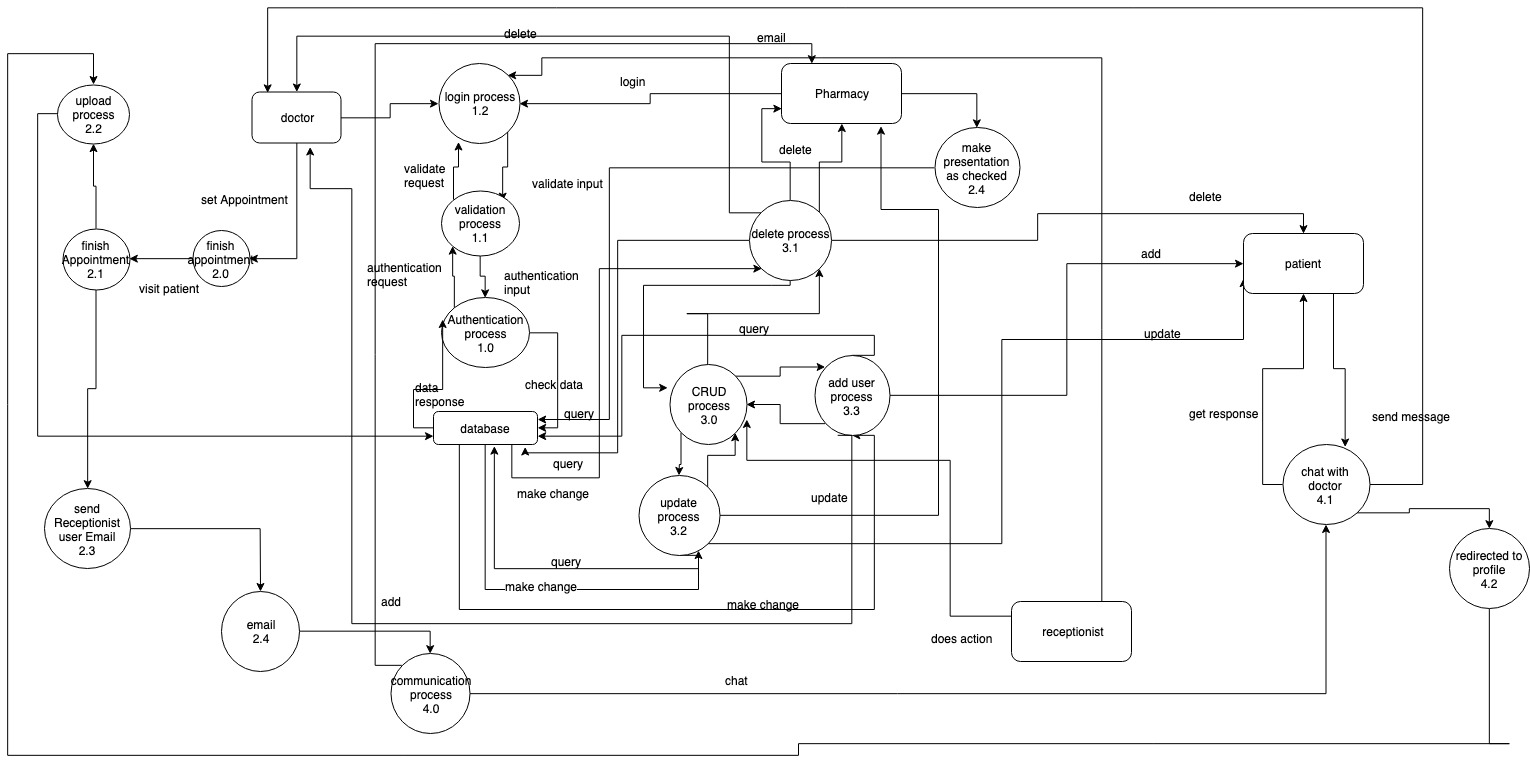 delete
email
login process
1.2
login
Pharmacy
upload
process
2.2
doctor
make
presentation
as checked
2.4
delete
validate
request
validate input
set Appointment
delete
validation
process
1.1
delete process
3.1
finish
Appointment
2.1
finish
appointment
2.0
visit patient
authentication
request
authentication
input
add
patient
Authentication
process
1.0
query
update
data
response
check data
CRUD
process
3.0
add user
process
3.3
get response
send message
query
database
query
make change
update
update
process
3.2
chat with
doctor
4.1
send
Receptionist
user Email
2.3
query
make change
redirected to
profile
4.2
add
make change
email
2.4
does action
receptionist
communication
process
4.0
chat